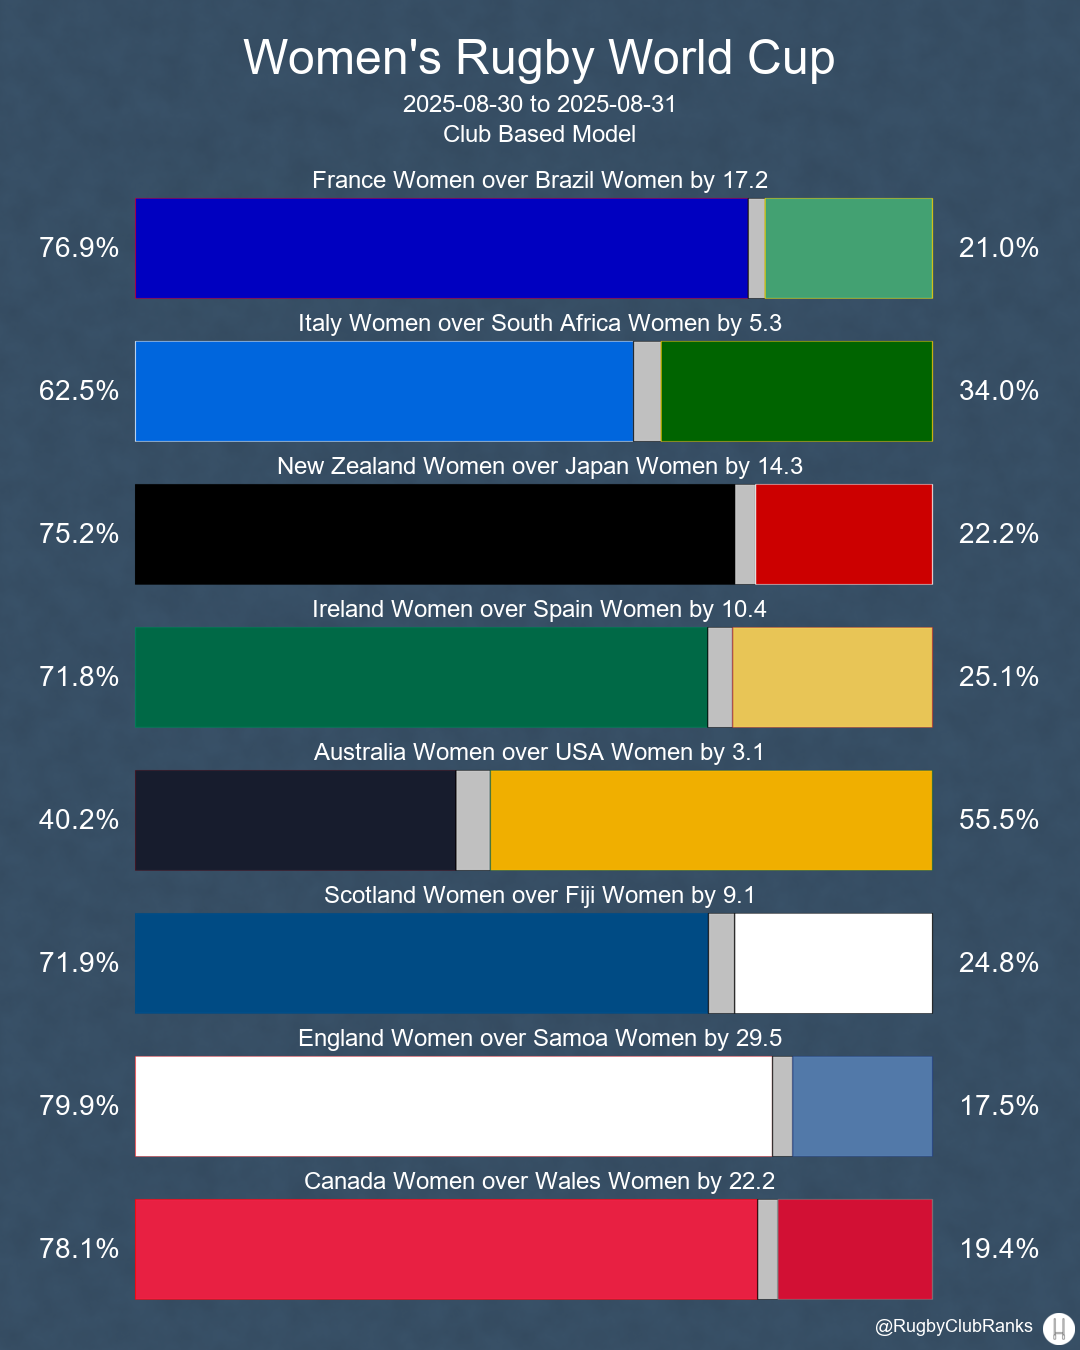 Women's Rugby World Cup
2025-08-30 to 2025-08-31
Club Based Model
France Women over Brazil Women by 17.2
76.9% 21.0%
Italy Women over South Africa Women by 5.3
62.5% 34.0%
New Zealand Women over Japan Women by 14.3
75.2% 22.2%
Ireland Women over Spain Women by 10.4
71.8% 25.1%
Australia Women over USA Women by 3.1
40.2% 55.5%
Scotland Women over Fiji Women by 9.1
71.9% 24.8%
England Women over Samoa Women by 29.5
79.9% 17.5%
Canada Women over Wales Women by 22.2
78.1% 19.4%
@RugbyClubRanks